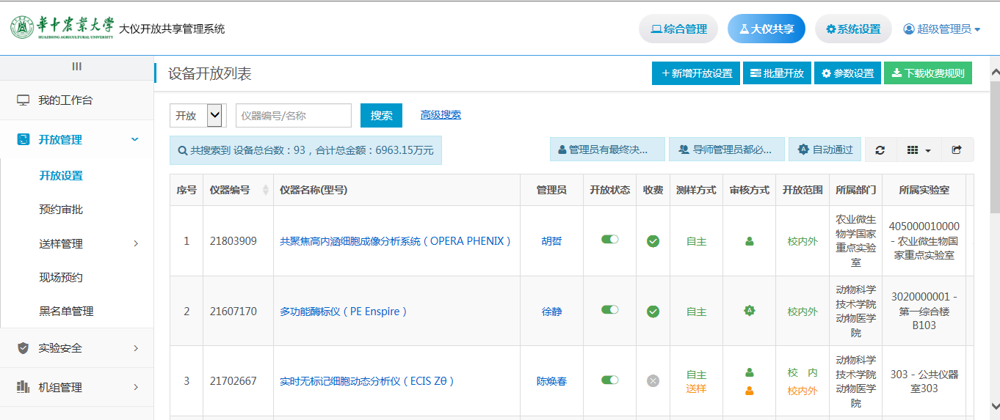 華中农業大学
HUAZHONG AGRICULTURAL UNIVERSITY
大仪开放共享管理系统
综合管理
大仪共享
系统设置
超级管理员
我的工作台
开放管理
开放设置
预约审批
送样管理
现场预约
黑名单管理
实验安全
机组管理
设备开放列表
+新增开放设置
批量开放
参数设置
下载收费规则
开放
仪器编号/名称
搜索
高级搜索
共搜索到 设备总台数：93，合计总金额：6963.15万元
管理员有最终决...
导师管理员都必...
自动通过
序号 仪器编号 仪器名称(型号) 管理员 开放状态 收费 测样方式 审核方式 开放范围 所属部门 所属实验室
1 21803909 共聚焦高内涵细胞成像分析系统（OPERA PHENIX） 胡哲 自主 校内外
农业微生
物学国家
重点实验
室
405000010000
- 农业微生物国
家重点实验室
2 21607170 多功能酶标仪（PE Enspire） 徐静 自主 A 校内外
动物科学
技术学院
动物医学
院
3020000001 -
第一综合楼
B103
3 21702667 实时无标记细胞动态分析仪（ECIS Zθ） 陈焕春
自主
送样
校 内
校内外
动物科学
技术学院
动物医学
院
303 - 公共仪器
室303